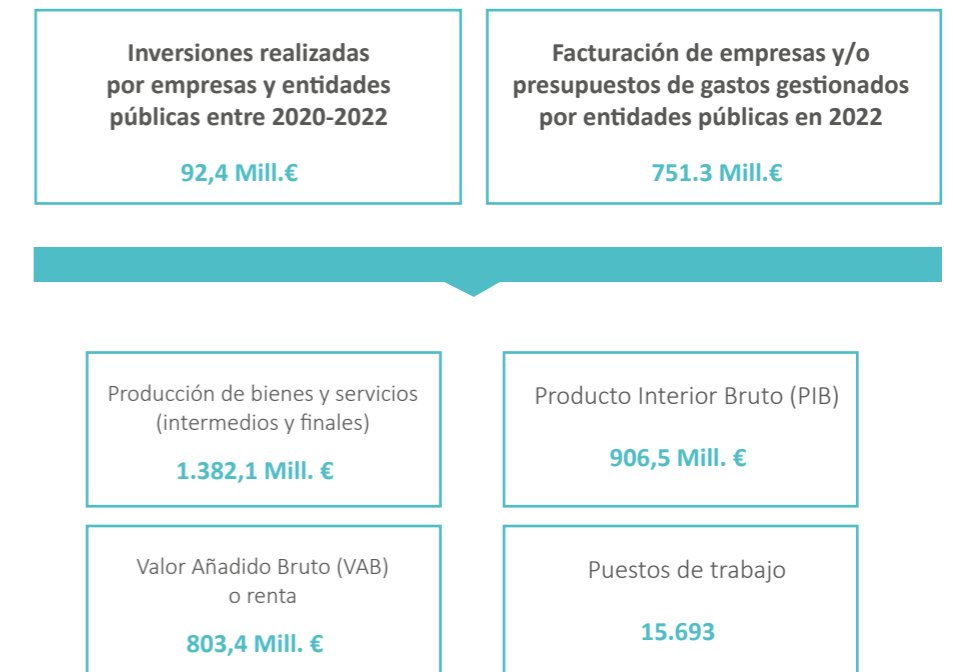 Inversiones realizadas
por empresas y entidades
públicas entre 2020-2022
92,4 Mill.€
Facturación de empresas y/o
presupuestos de gastos gestionados
por entidades públicas en 2022
751.3 Mill.€
Producción de bienes y servicios
(intermedios y finales)
1.382,1 Mill. €
Producto Interior Bruto (PIB)
906,5 Mill. €
Valor Añadido Bruto (VAB)
o renta
803,4 Mill. €
Puestos de trabajo
15.693